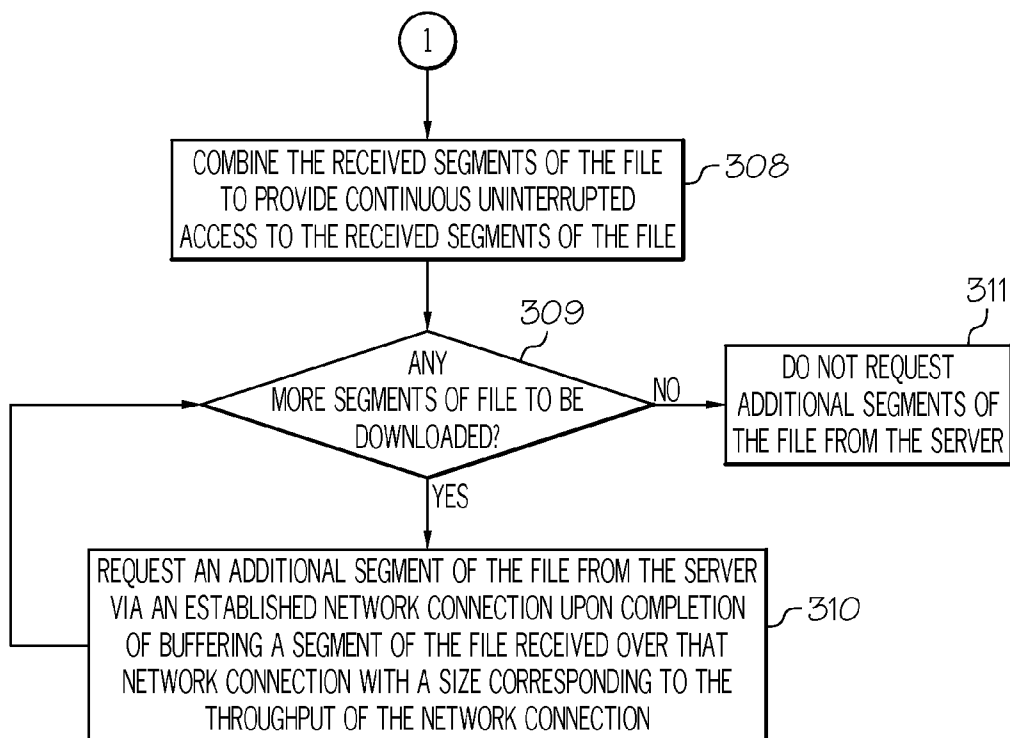 1
COMBINE THE RECEIVED SEGMENTS OF THE FILE
TO PROVIDE CONTINUOUS UNINTERRUPTED
ACCESS TO THE RECEIVED SEGMENTS OF THE FILE
308
309
ANY
MORE SEGMENTS OF FILE TO BE
DOWNLOADED?
NO
311
DO NOT REQUEST
ADDITIONAL SEGMENTS OF
THE FILE FROM THE SERVER
YES
REQUEST AN ADDITIONAL SEGMENT OF THE FILE FROM THE SERVER
VIA AN ESTABLISHED NETWORK CONNECTION UPON COMPLETION
OF BUFFERING A SEGMENT OF THE FILE RECEIVED OVER THAT
NETWORK CONNECTION WITH A SIZE CORRESPONDING TO THE
THROUGHPUT OF THE NETWORK CONNECTION
310